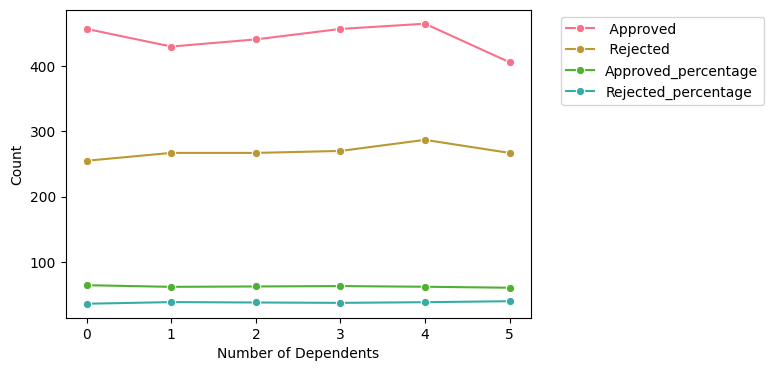 Approved
Rejected
Approved_percentage
Rejected_percentage
400
300
200
100
Count
0 1 2 3 4 5
Number of Dependents